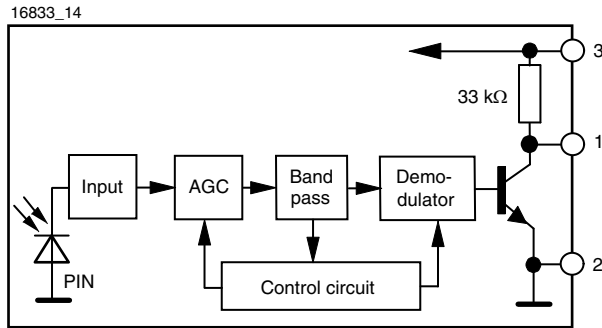 16833_14
3
33 kΩ
1
Input
AGC
Band
pass
Demo-
dulator
2
PIN
Control circuit